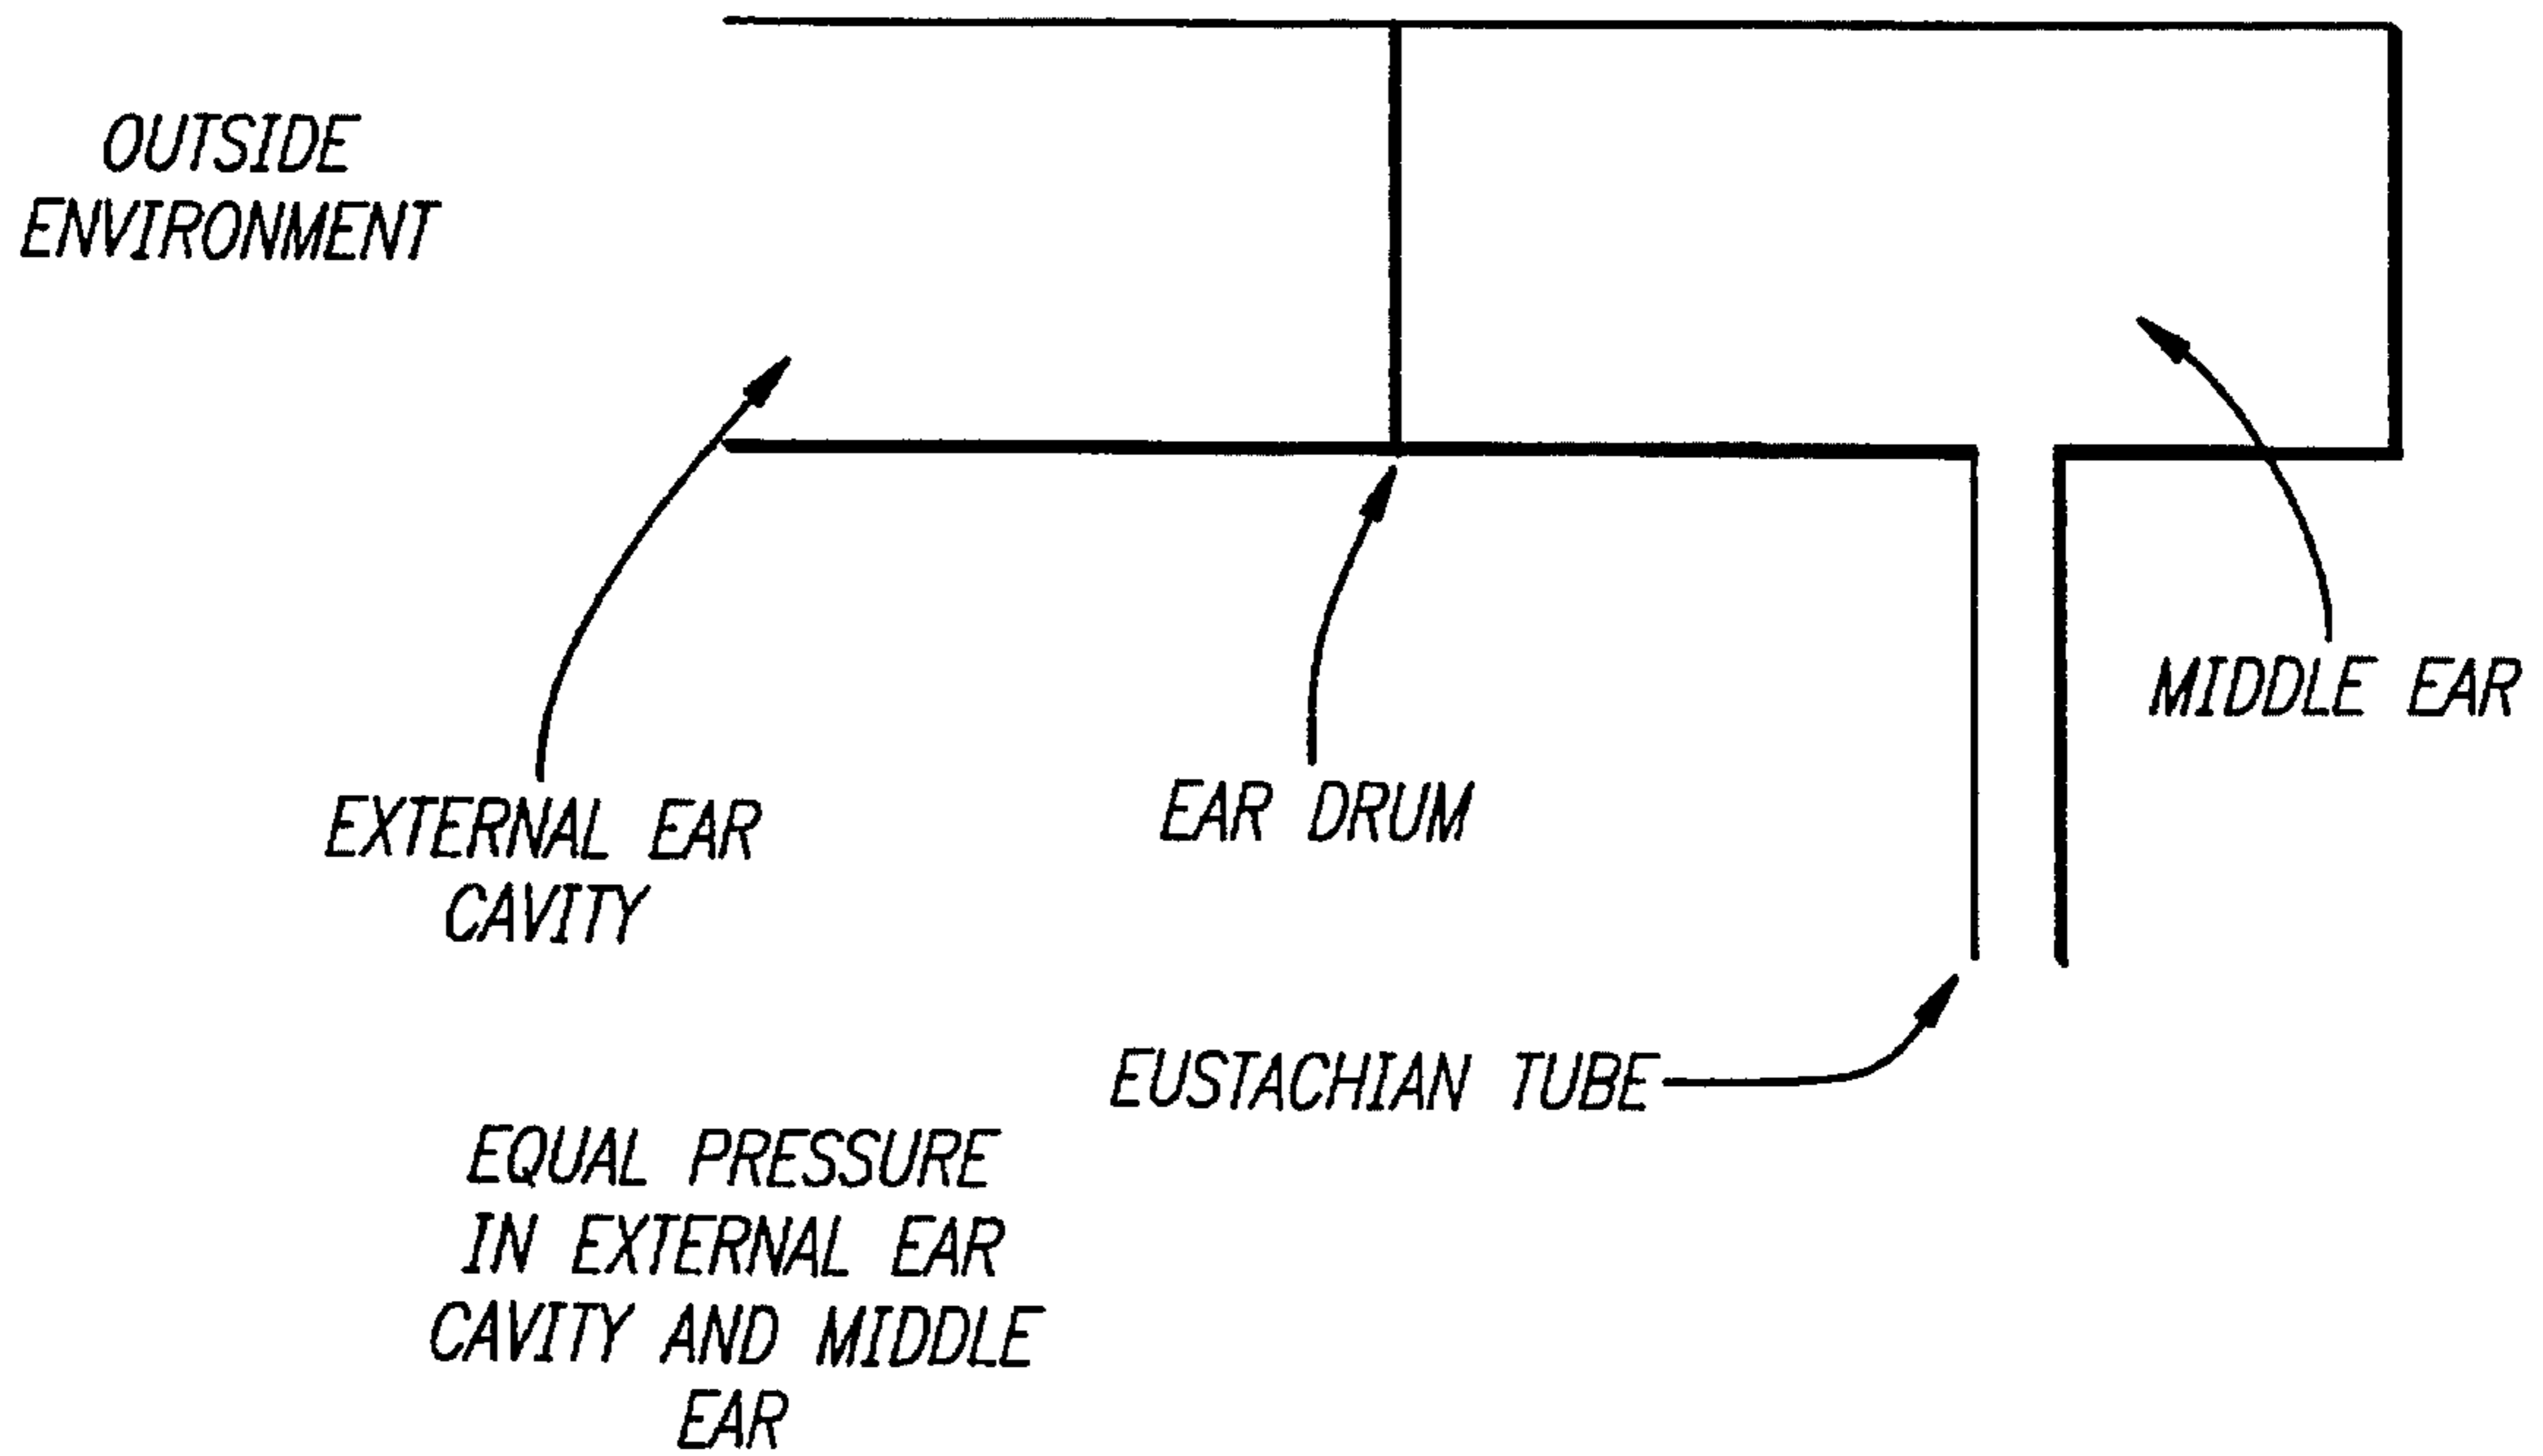 OUTSIDE
ENVIRONMENT
MIDDLE EAR
EXTERNAL EAR
CAVITY
EAR DRUM
EUSTACHIAN TUBE
EQUAL PRESSURE
IN EXTERNAL EAR
CAVITY AND MIDDLE
EAR